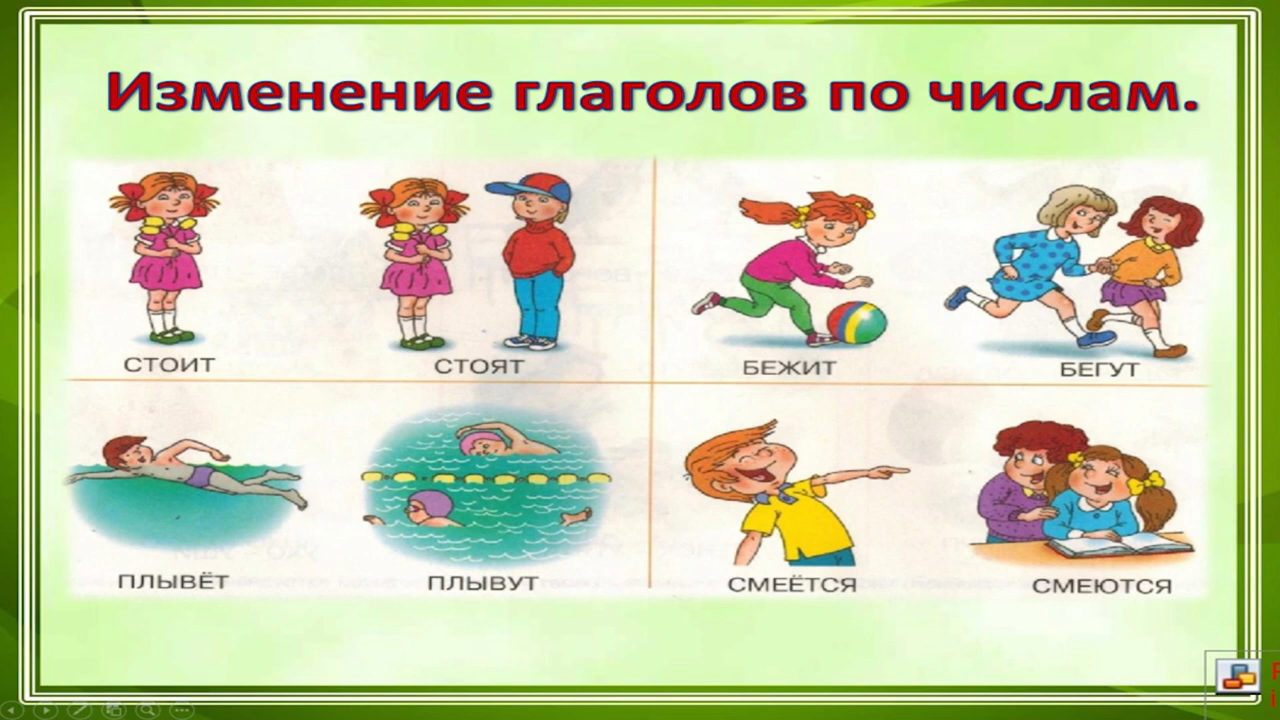 Изменение глаголов по числам.
СТОИТ СТОЯТ БЕЖИТ БЕГУТ
ПЛЫВЁТ ПЛЫВУТ СМЕЁТСЯ СМЕЮТСЯ